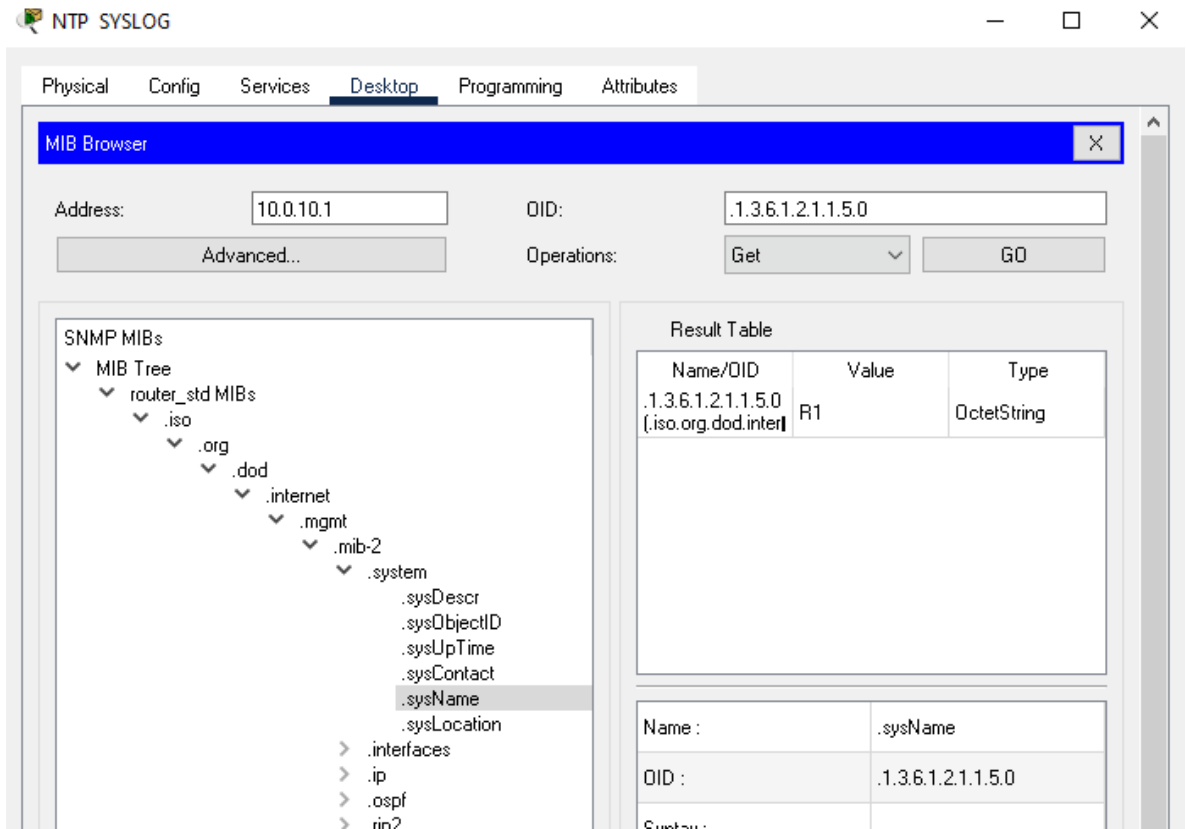 NTP SYSLOG
Physical Config Services Desktop Programming Attributes
MIB Browser X
Address: 10.0.10.1 OID: .1.3.6.1.2.1.1.5.0
Advanced... Operations: Get GO
SNMP MIBs
MIB Tree
router_std MIBs
.iso
.org
.dod
.internet
.mgmt
.mib-2
.system
.sysDescr
.sysObjectID
.sysUpTime
.sysContact
.sysName
.sysLocation
.interfaces
.ip
.ospf
.rip2
Result Table
Name/OID Value Type
.1.3.6.1.2.1.1.5.0 R1 OctetString
(.iso.org.dod.inter
Name : .sysName
OID : .1.3.6.1.2.1.1.5.0
Syntax :